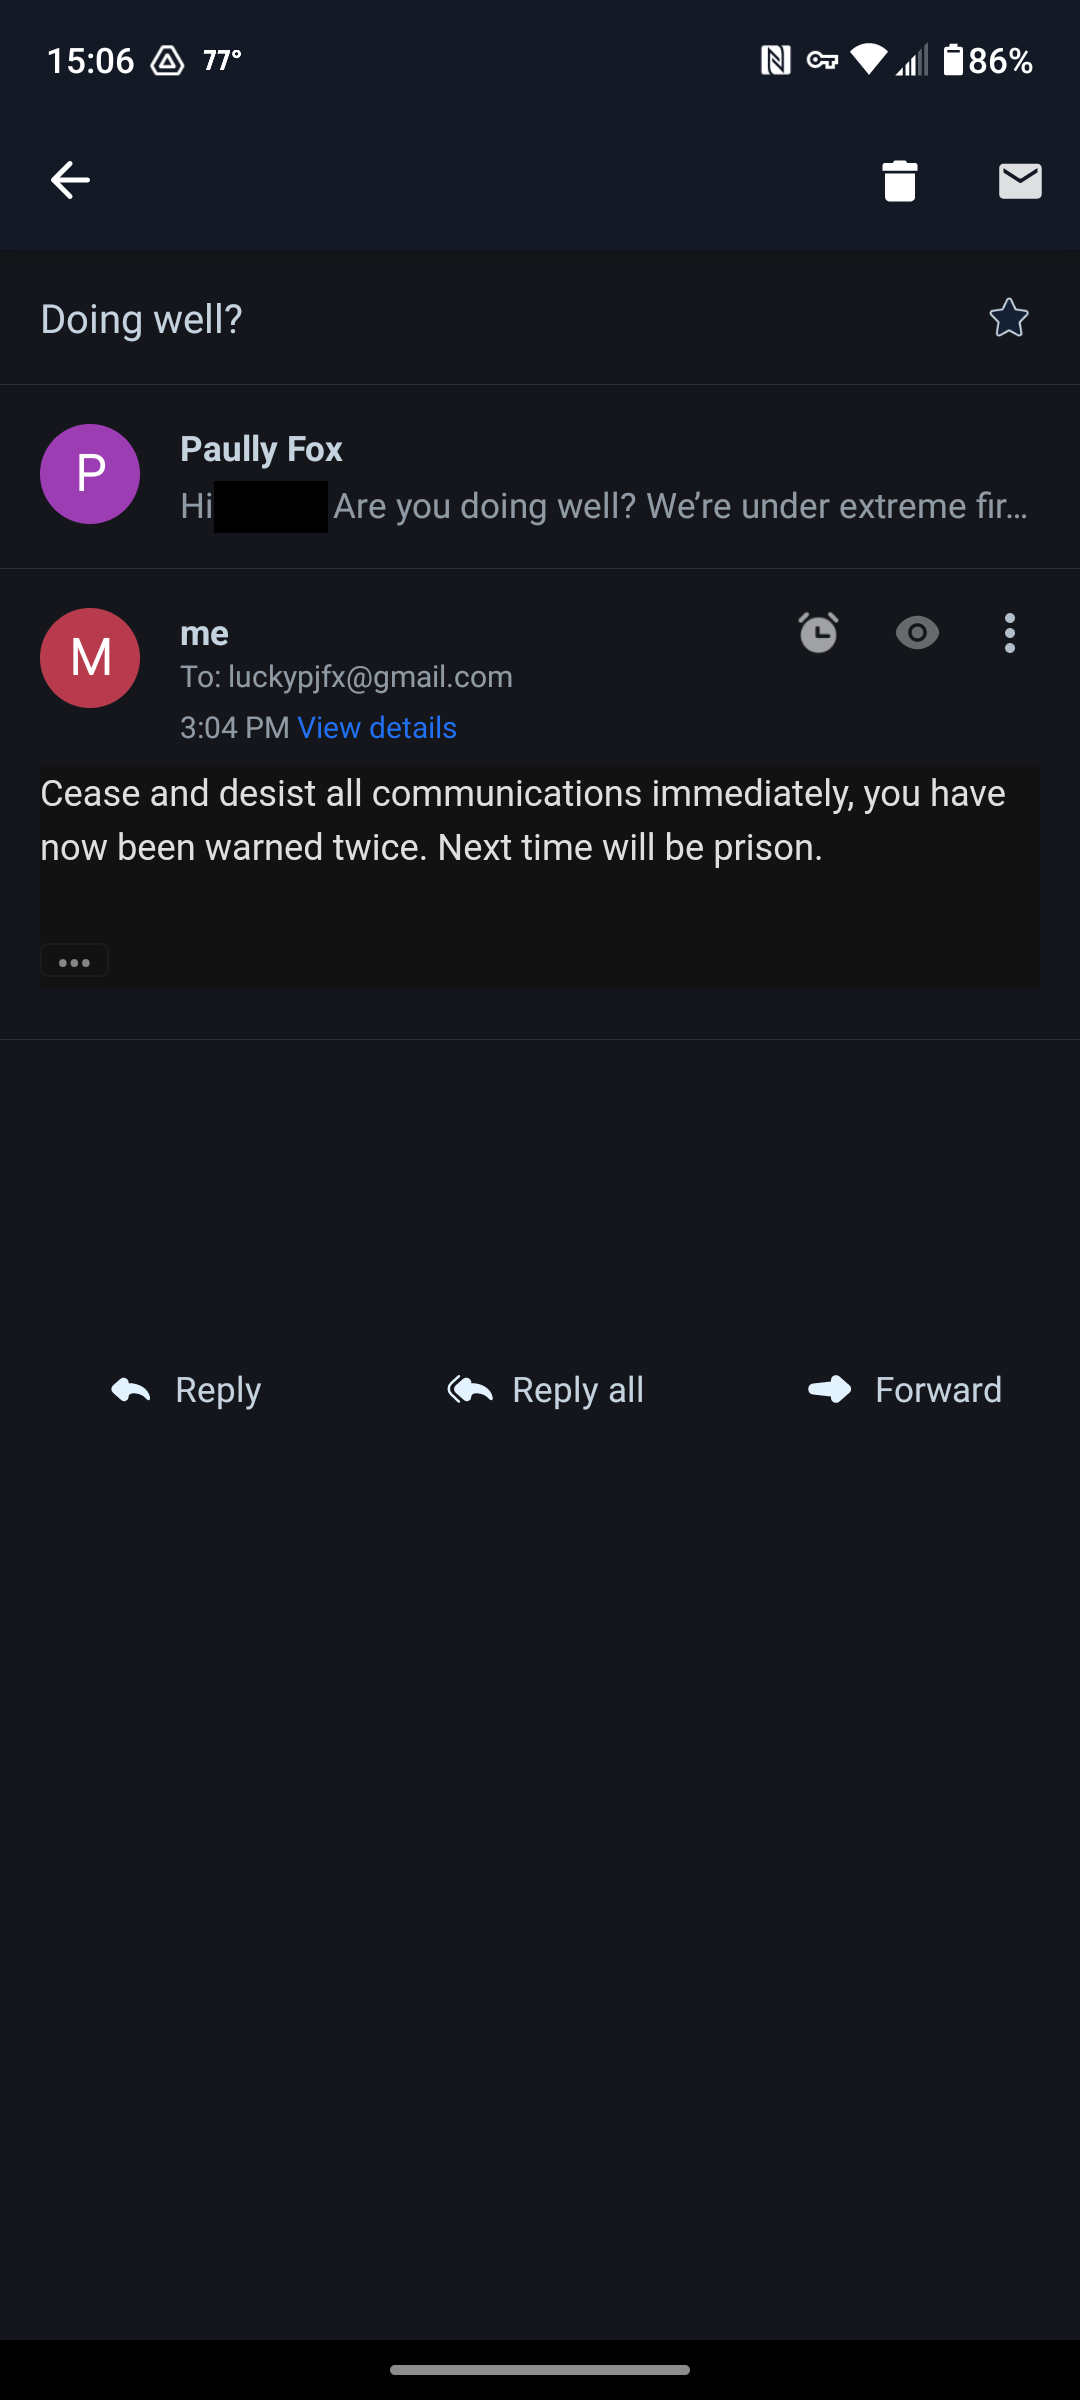 15:06 77° 86%
Doing well?
P
Paully Fox
Hi Are you doing well? We’re under extreme fir...
M
me
To: luckypjfx@gmail.com
3:04 PM View details
Cease and desist all communications immediately, you have
now been warned twice. Next time will be prison.
Reply Reply all Forward